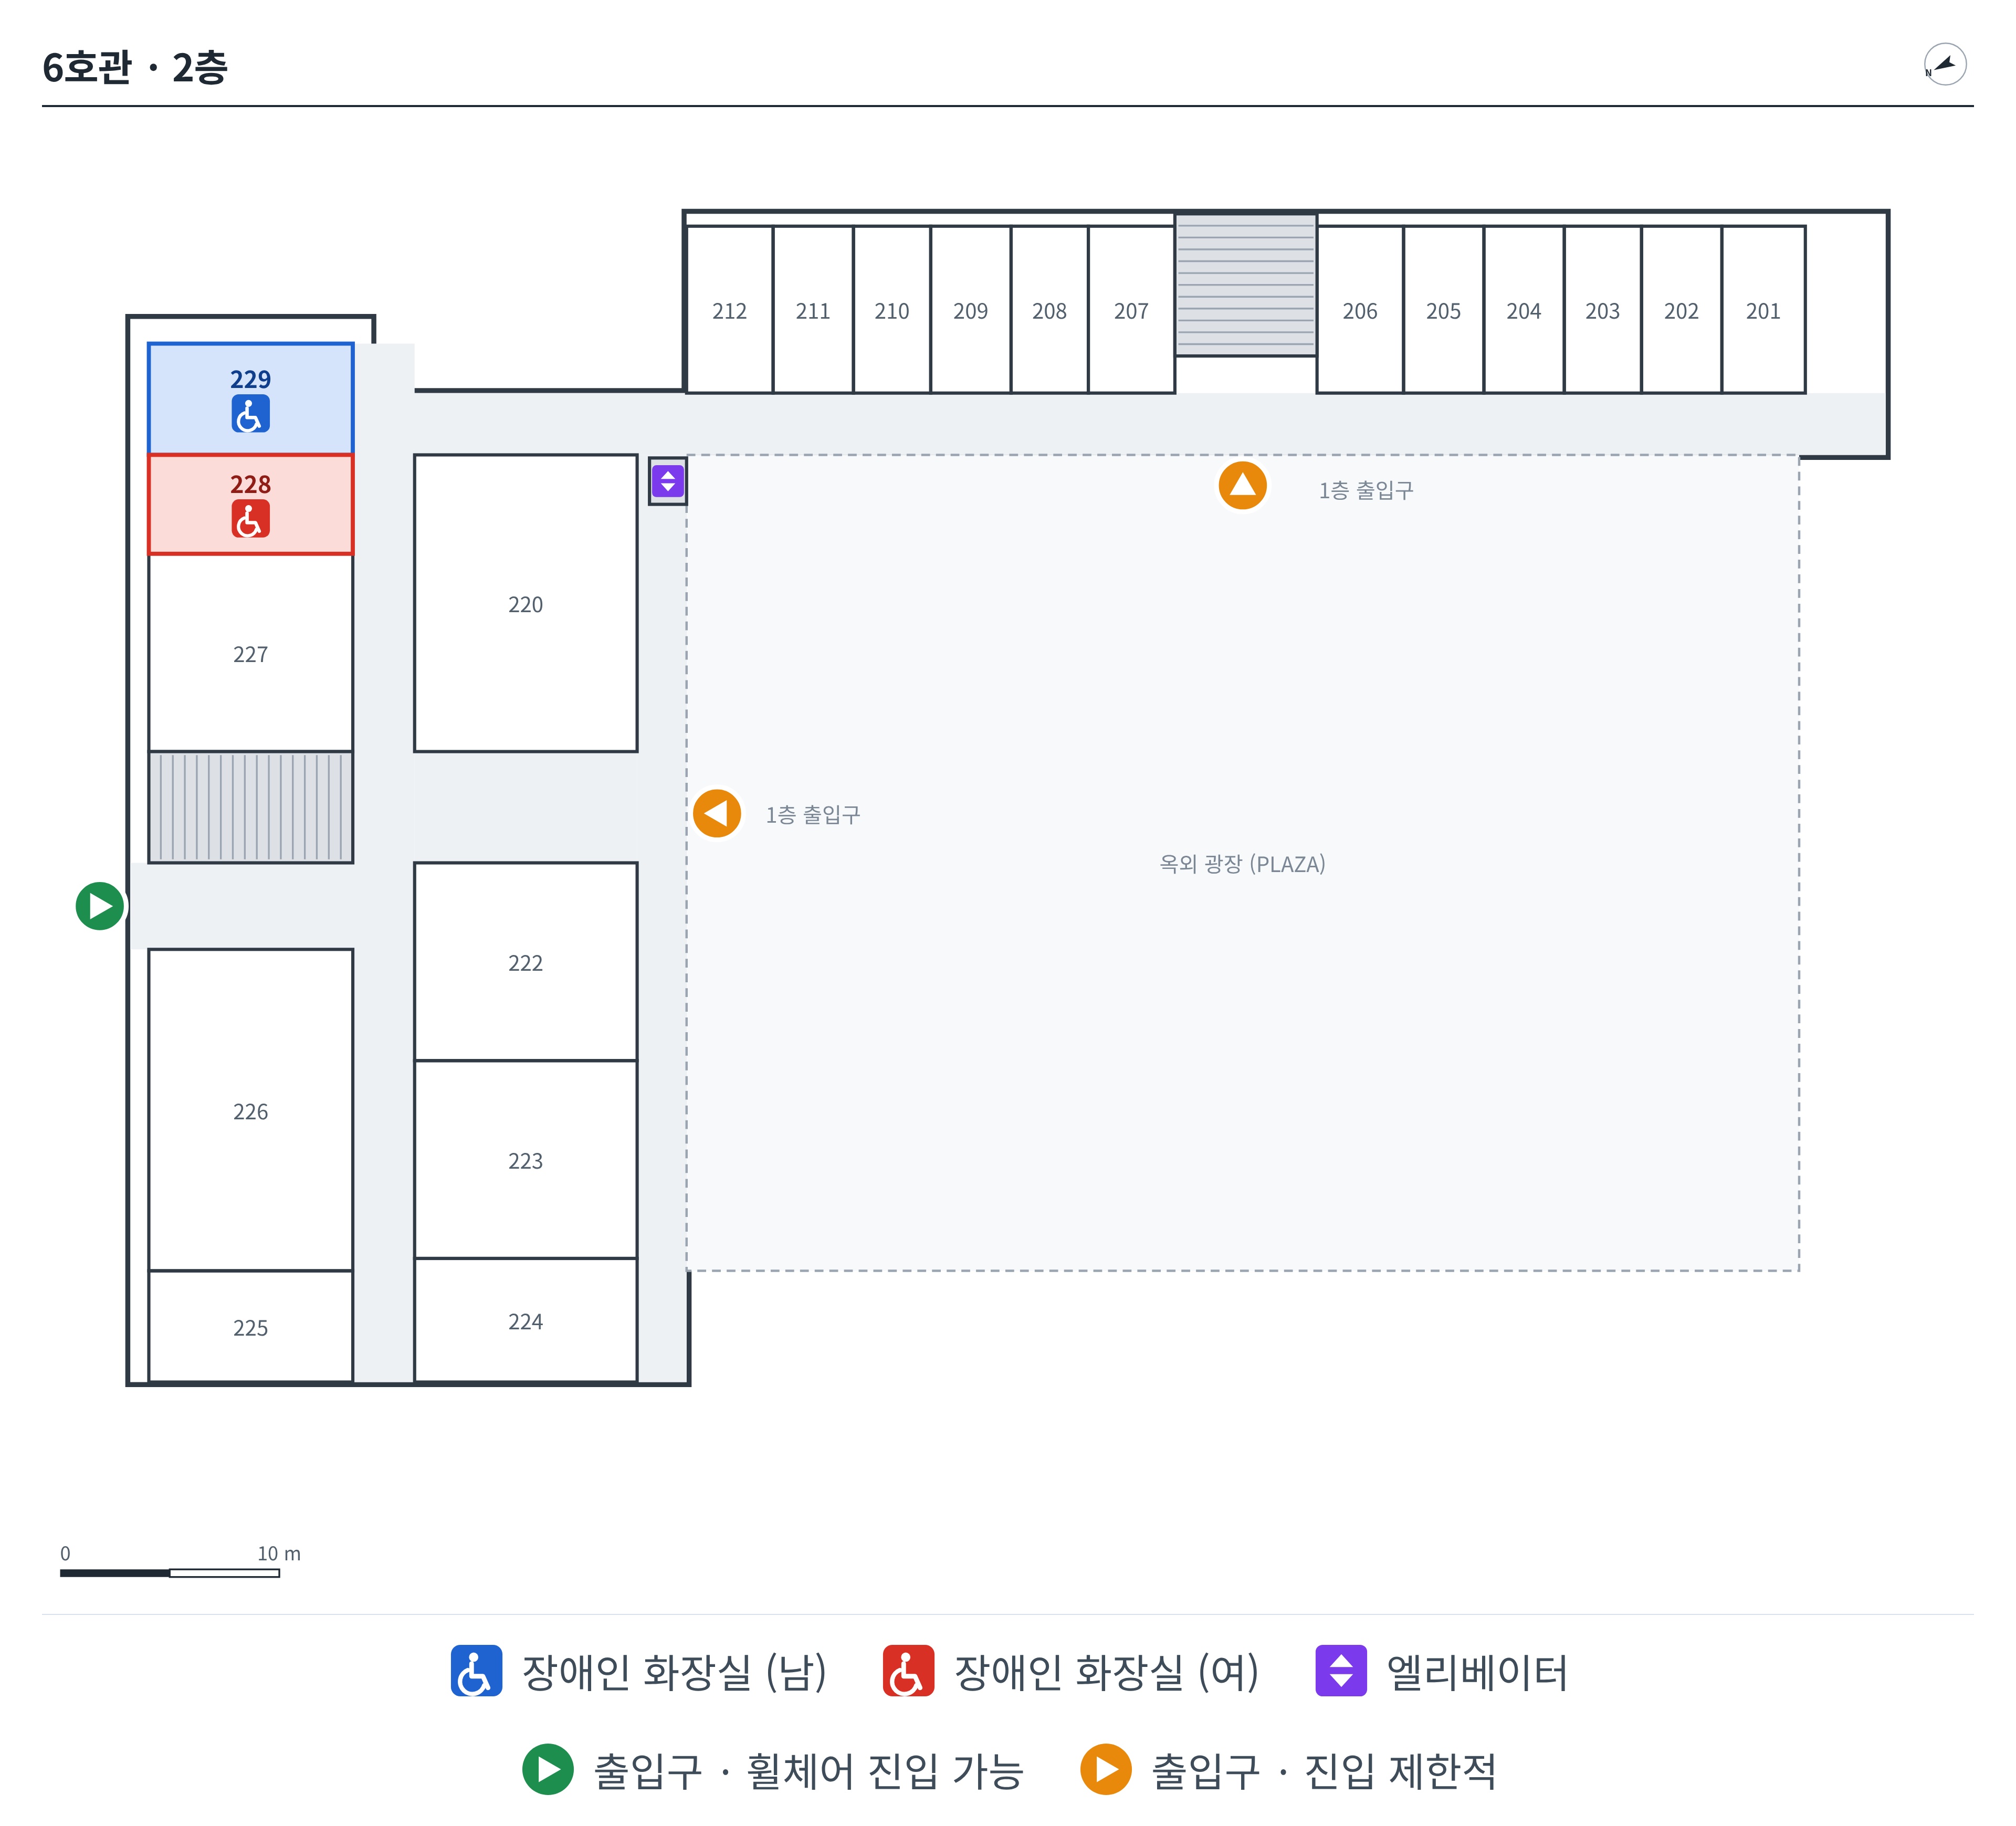 6호관 · 2층
N
212 211 210 209 208 207 206 205 204 203 202 201
229
228
227
220
1층 출입구
1층 출입구
옥외 광장 (PLAZA)
222
226
223
225
224
0 10 m
장애인 화장실 (남) 장애인 화장실 (여) 엘리베이터
출입구 · 휠체어 진입 가능 출입구 · 진입 제한적